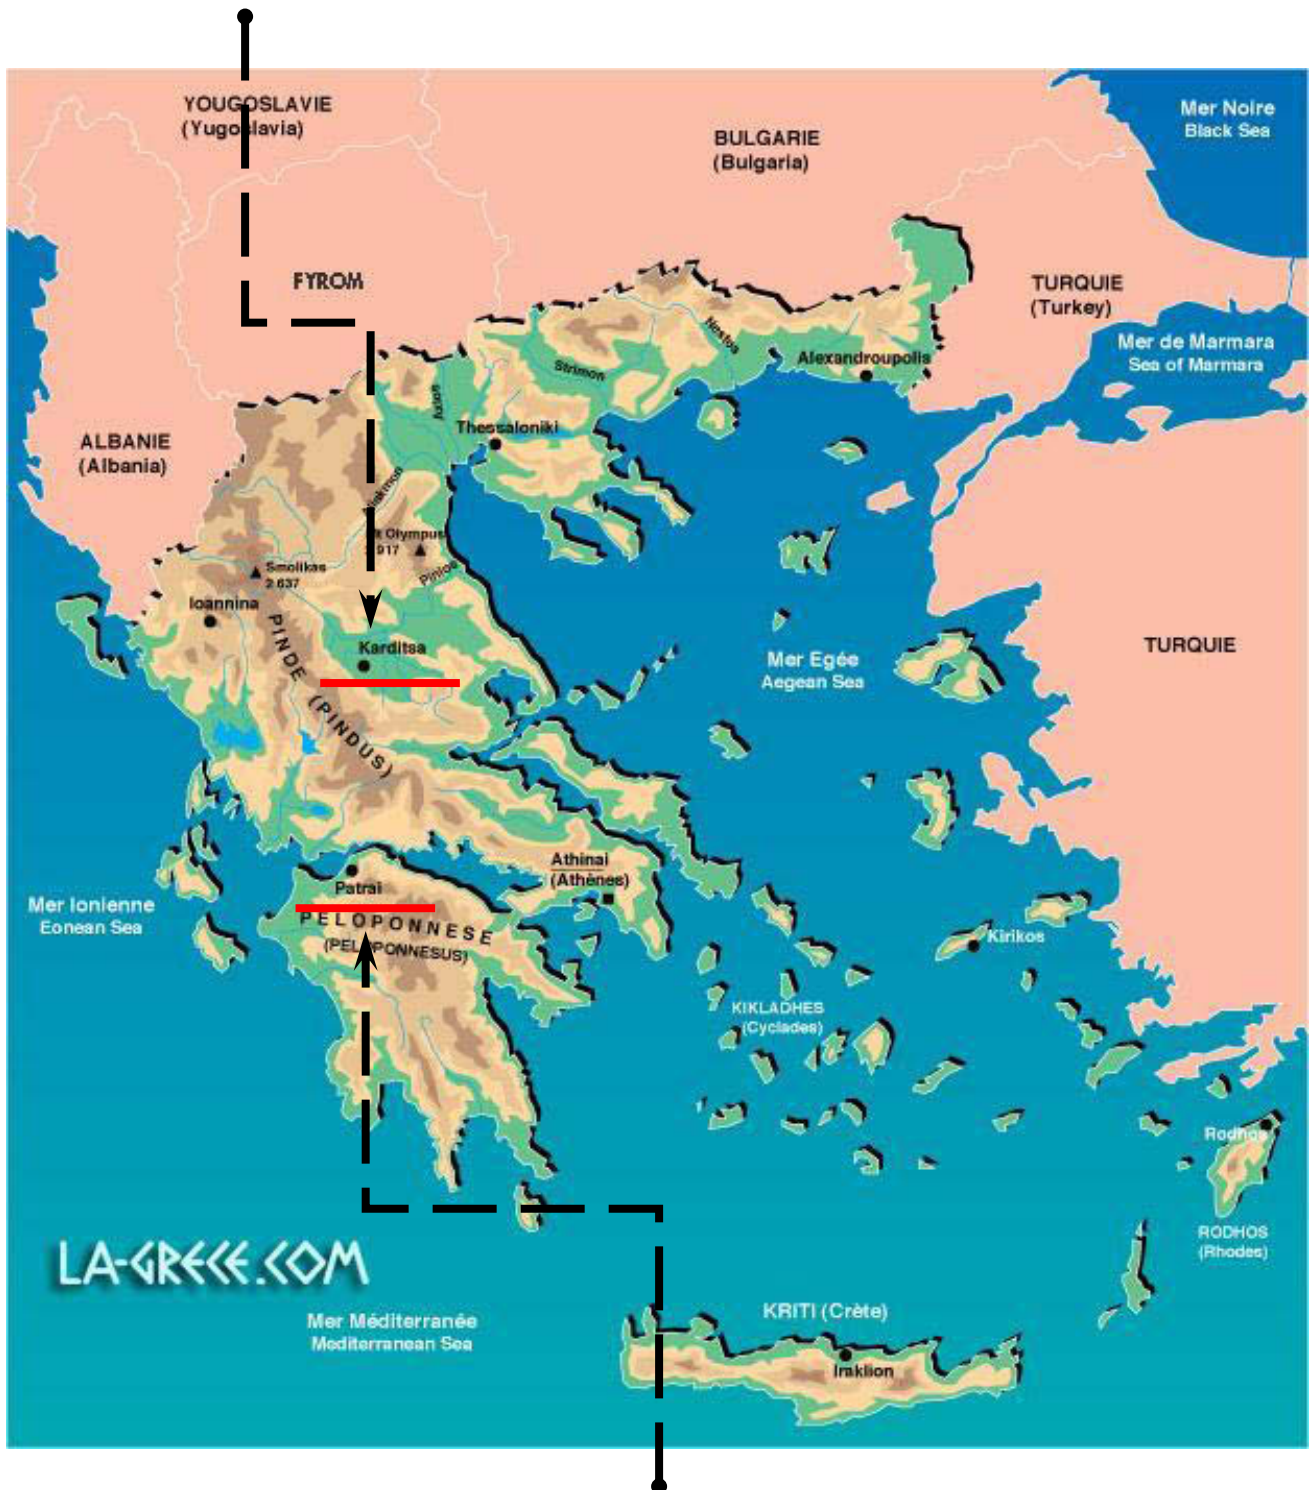 YOUGOSLAVIE
(Yugoslavia)
Mer Noire
Black Sea
BULGARIE
(Bulgaria)
FYROM
TURQUIE
(Turkey)
Mer de Marmara
Sea of Marmara
Nestos
Strimon
Alexandroupolis
Axios
Thessaloniki
ALBANIE
(Albania)
Mt Olympus
2 917
Pinios
Smolikas
2 637
Ioannina
PINDE (PINDUS)
Karditsa
Mer Egée
Aegean Sea
TURQUIE
Athinai
(Athènes)
Patrai
PELOPONNESE
(PELOPONNESUS)
Mer Ionienne
Eonean Sea
Kirikos
KIKLADHES
(Cyclades)
Rodhos
RODHOS
(Rhodes)
LA-GRECE.COM
Mer Méditerranée
Mediterranean Sea
KRITI (Crète)
Iraklion